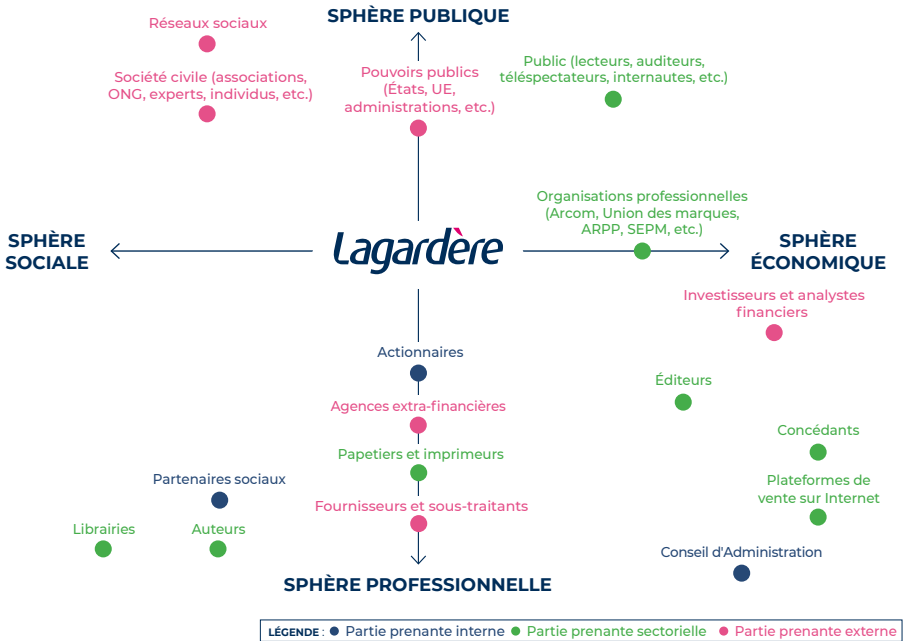 SPHÈRE PUBLIQUE
Réseaux sociaux
Société civile (associations,
ONG, experts, individus, etc.)
Pouvoirs publics
(États, UE,
administrations, etc.)
Public (lecteurs, auditeurs,
téléspectateurs, internautes, etc.)
Organisations professionnelles
(Arcom, Union des marques,
ARPP, SEPM, etc.)
SPHÈRE
SOCIALE
Lagardère
SPHÈRE
ÉCONOMIQUE
Investisseurs et analystes
financiers
Actionnaires
Éditeurs
Agences extra-financières
Concédants
Papetiers et imprimeurs
Partenaires sociaux
Plateformes de
vente sur Internet
Fournisseurs et sous-traitants
Librairies
Auteurs
Conseil d'Administration
SPHÈRE PROFESSIONNELLE
LÉGENDE : Partie prenante interne Partie prenante sectorielle Partie prenante externe